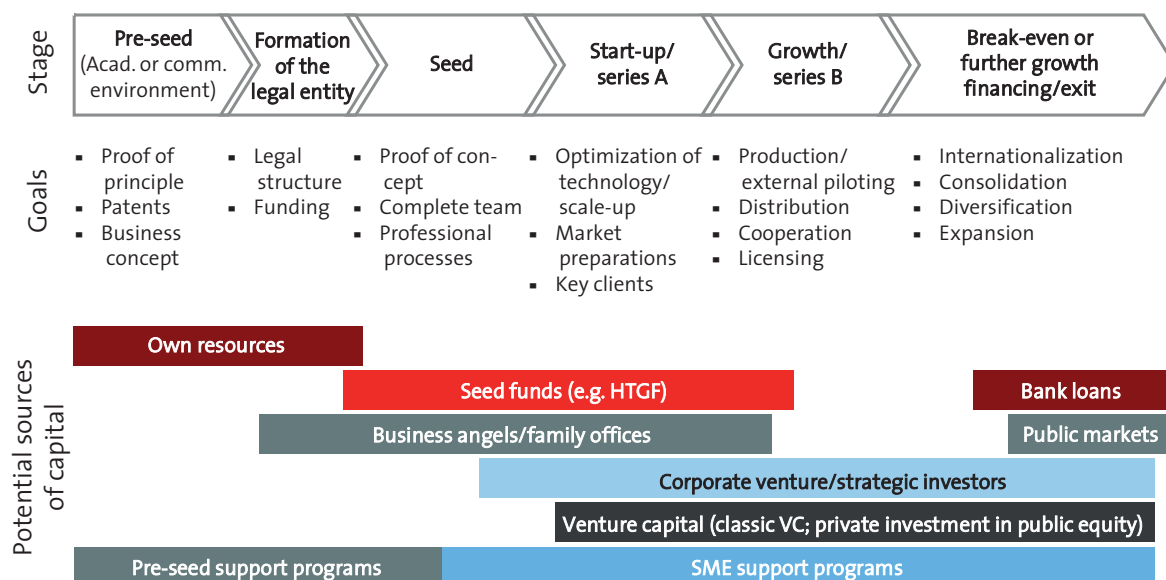 Stage
Pre-seed
(Acad. or comm.
environment)
Formation
of the
legal entity
Seed
Start-up/
series A
Growth/
series B
Break-even or
further growth
financing/exit
Goals
▪ Proof of
principle
▪ Patents
▪ Business
concept
▪ Legal
structure
▪ Funding
▪ Proof of con-
cept
▪ Complete team
▪ Professional
processes
▪ Optimization of
technology/
scale-up
▪ Market
preparations
▪ Key clients
▪ Production/
external piloting
▪ Distribution
▪ Cooperation
▪ Licensing
▪ Internationalization
▪ Consolidation
▪ Diversification
▪ Expansion
Potential sources
of capital
Own resources
Seed funds (e.g. HTGF)
Bank loans
Business angels/family offices
Public markets
Corporate venture/strategic investors
Venture capital (classic VC; private investment in public equity)
Pre-seed support programs
SME support programs